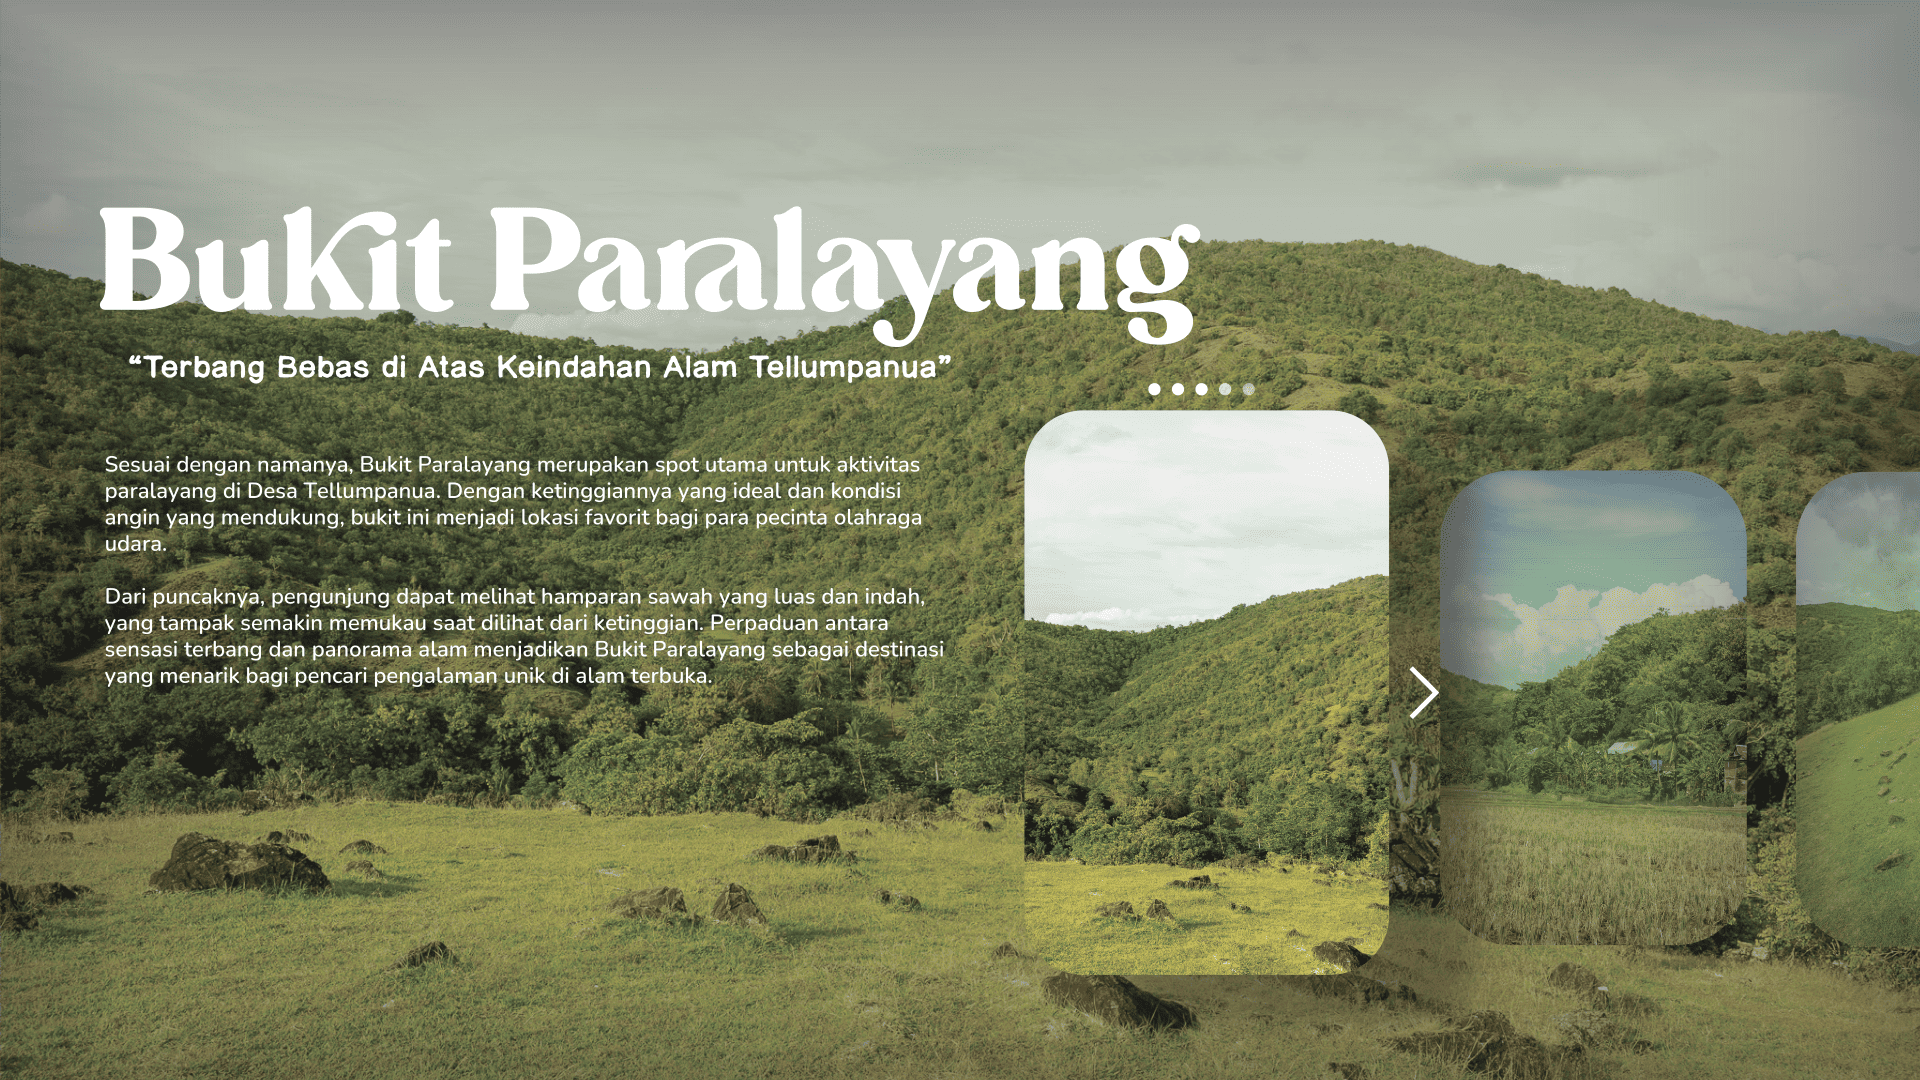 Bukit Paralayang
“Terbang Bebas di Atas Keindahan Alam Tellumpanua”
Sesuai dengan namanya, Bukit Paralayang merupakan spot utama untuk aktivitas
paralayang di Desa Tellumpanua. Dengan ketinggiannya yang ideal dan kondisi
angin yang mendukung, bukit ini menjadi lokasi favorit bagi para pecinta olahraga
udara.
Dari puncaknya, pengunjung dapat melihat hamparan sawah yang luas dan indah,
yang tampak semakin memukau saat dilihat dari ketinggian. Perpaduan antara
sensasi terbang dan panorama alam menjadikan Bukit Paralayang sebagai destinasi
yang menarik bagi pencari pengalaman unik di alam terbuka.